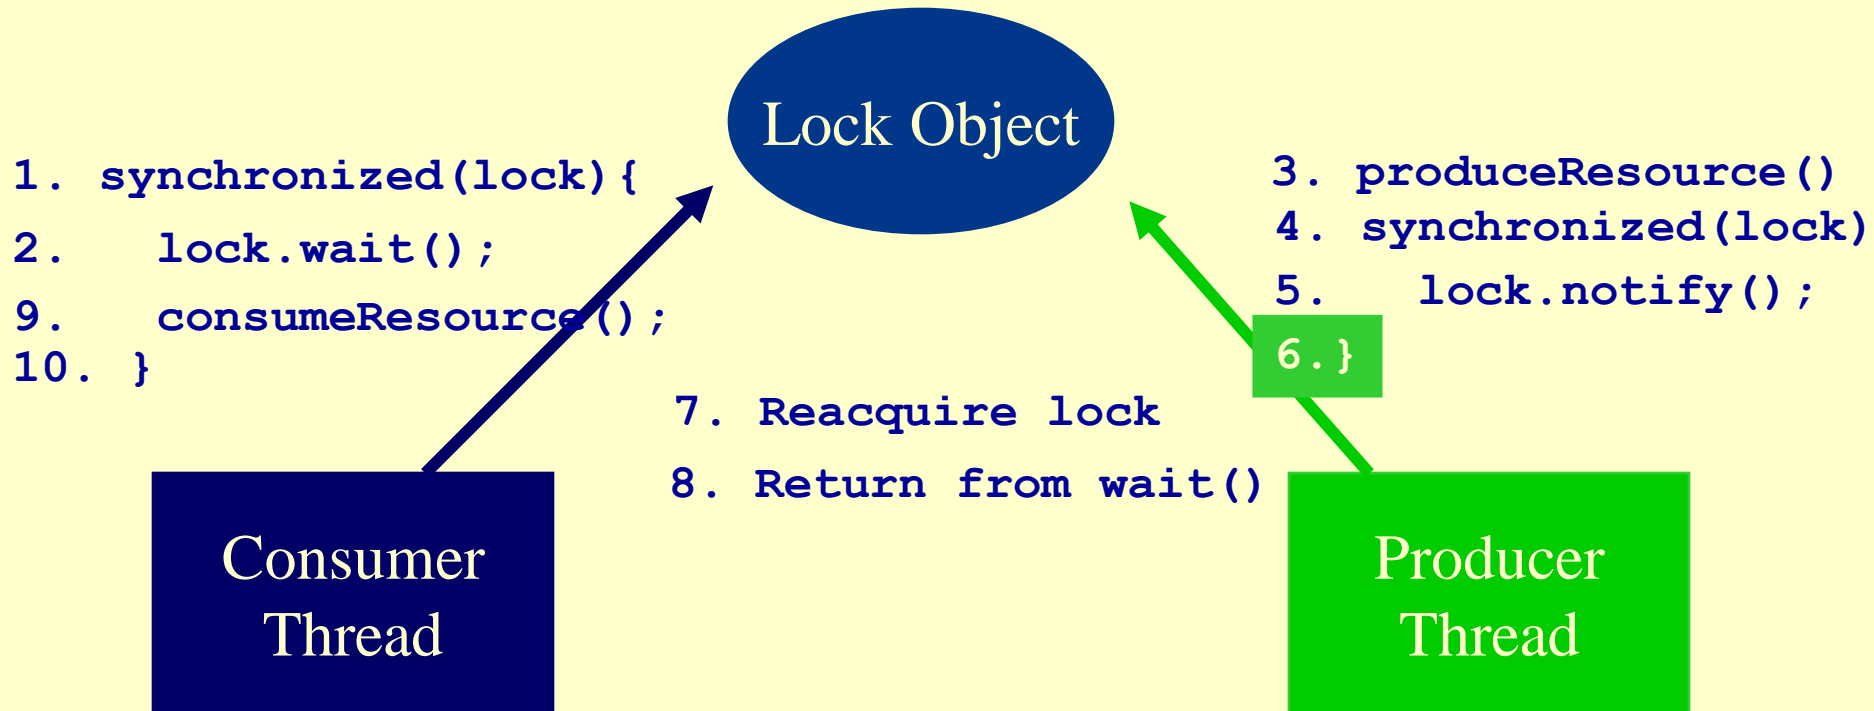 Lock Object
1. synchronized(lock){
2.   lock.wait();
9.   consumeResource();
10. }
3. produceResource()
4. synchronized(lock)
5.   lock.notify();
6.}
7. Reacquire lock
8. Return from wait()
Consumer
Thread
Producer
Thread